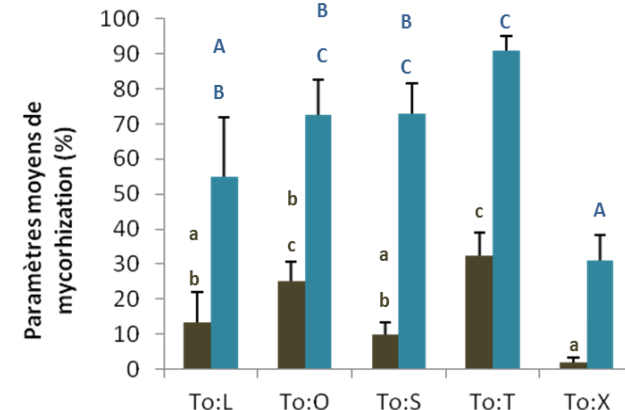 Paramètres moyens de
mycorhization (%)
100
90
80
70
60
50
40
30
20
10
0
A
B
a
b
B
C
b
c
B
C
a
b
C
c
A
a
To:L To:O To:S To:T To:X